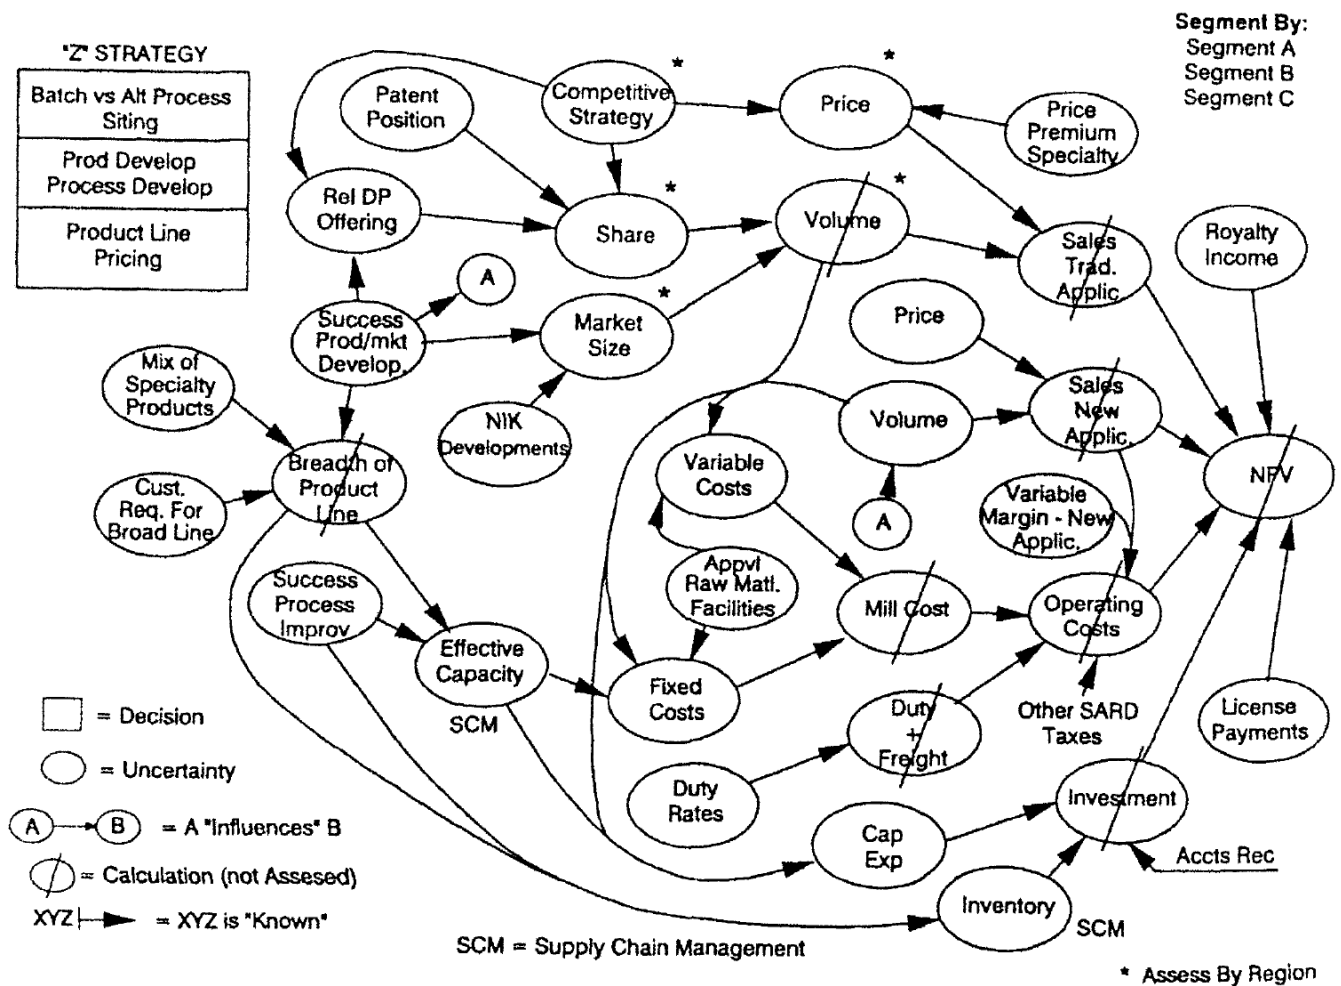 "Z" STRATEGY
Batch vs Alt Process
Siting
Prod Develop
Process Develop
Product Line
Pricing
Segment By:
Segment A
Segment B
Segment C
Patent
Position
*
Competitive
Strategy
*
Price
Price
Premium
Specialty
Rel DP
Offering
*
Share
*
Volume
Sales
Trad.
Applic
Royalty
Income
A
Success
Prod/mkt
Develop.
*
Market
Size
Price
Mix of
Specialty
Products
NIK
Developments
Volume
Sales
New
Applic.
Breadth of
Product
Line
Variable
Costs
NPV
Cust.
Req. For
Broad Line
A
Variable
Margin - New
Applic.
Success
Process
Improv
Appvl
Raw Matl.
Facilities
Mill Cost
Operating
Costs
Effective
Capacity
SCM
Fixed
Costs
Duty
+
Freight
Other SARD
Taxes
License
Payments
Duty
Rates
Investment
Cap
Exp
Accts Rec
Inventory
SCM
= Decision
= Uncertainty
A B = A "Influences" B
= Calculation (not Assesed)
XYZ = XYZ is "Known"
SCM = Supply Chain Management
* Assess By Region